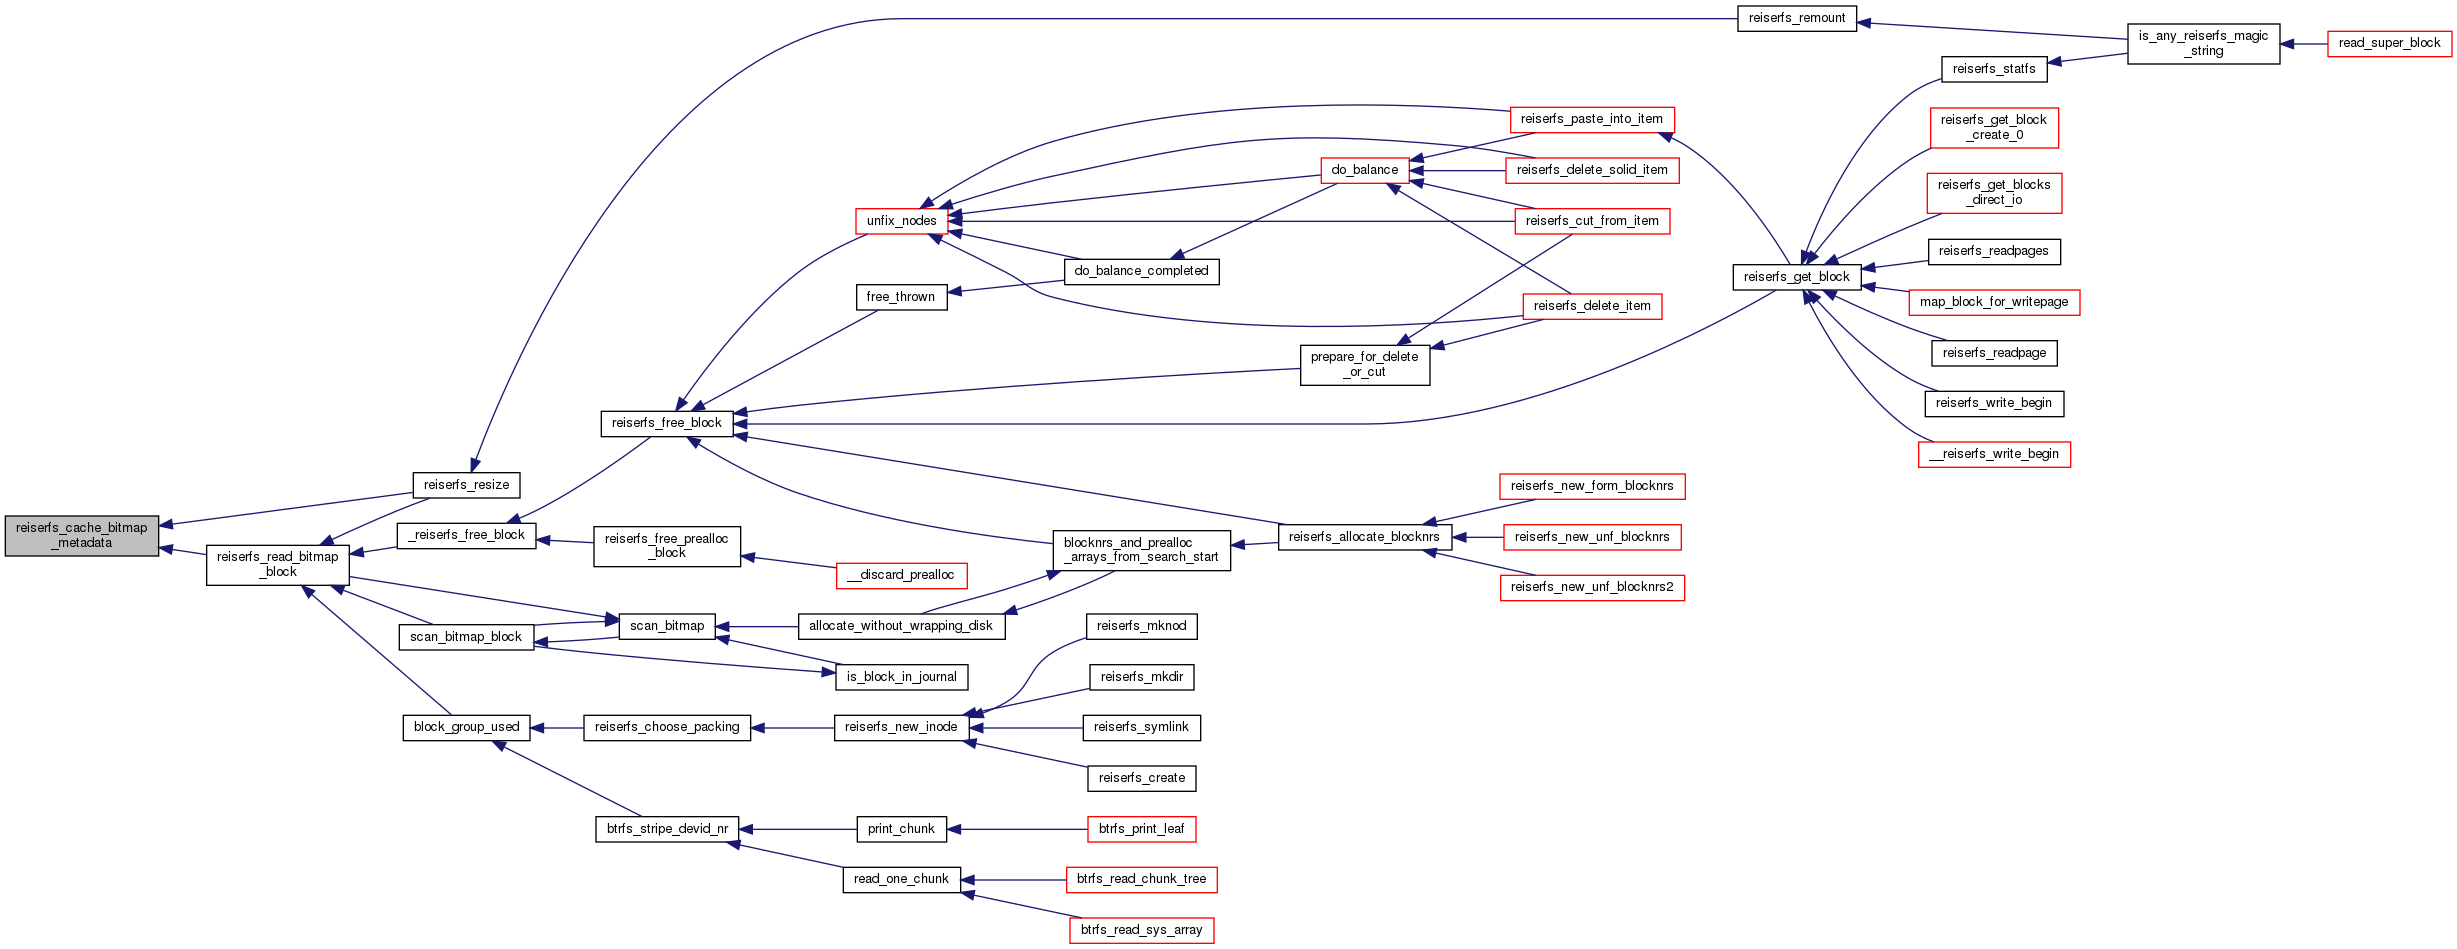 reiserfs_cache_bitmap
_metadata
reiserfs_resize
reiserfs_read_bitmap
_block
_reiserfs_free_block
scan_bitmap_block
block_group_used
reiserfs_free_block
reiserfs_free_prealloc
_block
scan_bitmap
reiserfs_choose_packing
btrfs_stripe_devid_nr
unfix_nodes
free_thrown
__discard_prealloc
allocate_without_wrapping_disk
is_block_in_journal
reiserfs_new_inode
print_chunk
read_one_chunk
do_balance_completed
blocknrs_and_prealloc
_arrays_from_search_start
reiserfs_mknod
reiserfs_mkdir
reiserfs_symlink
reiserfs_create
btrfs_print_leaf
btrfs_read_chunk_tree
btrfs_read_sys_array
do_balance
prepare_for_delete
_or_cut
reiserfs_allocate_blocknrs
reiserfs_paste_into_item
reiserfs_delete_solid_item
reiserfs_cut_from_item
reiserfs_delete_item
reiserfs_new_form_blocknrs
reiserfs_new_unf_blocknrs
reiserfs_new_unf_blocknrs2
reiserfs_remount
reiserfs_get_block
reiserfs_statfs
reiserfs_get_block
_create_0
reiserfs_get_blocks
_direct_io
reiserfs_readpages
map_block_for_writepage
reiserfs_readpage
reiserfs_write_begin
__reiserfs_write_begin
is_any_reiserfs_magic
_string
read_super_block